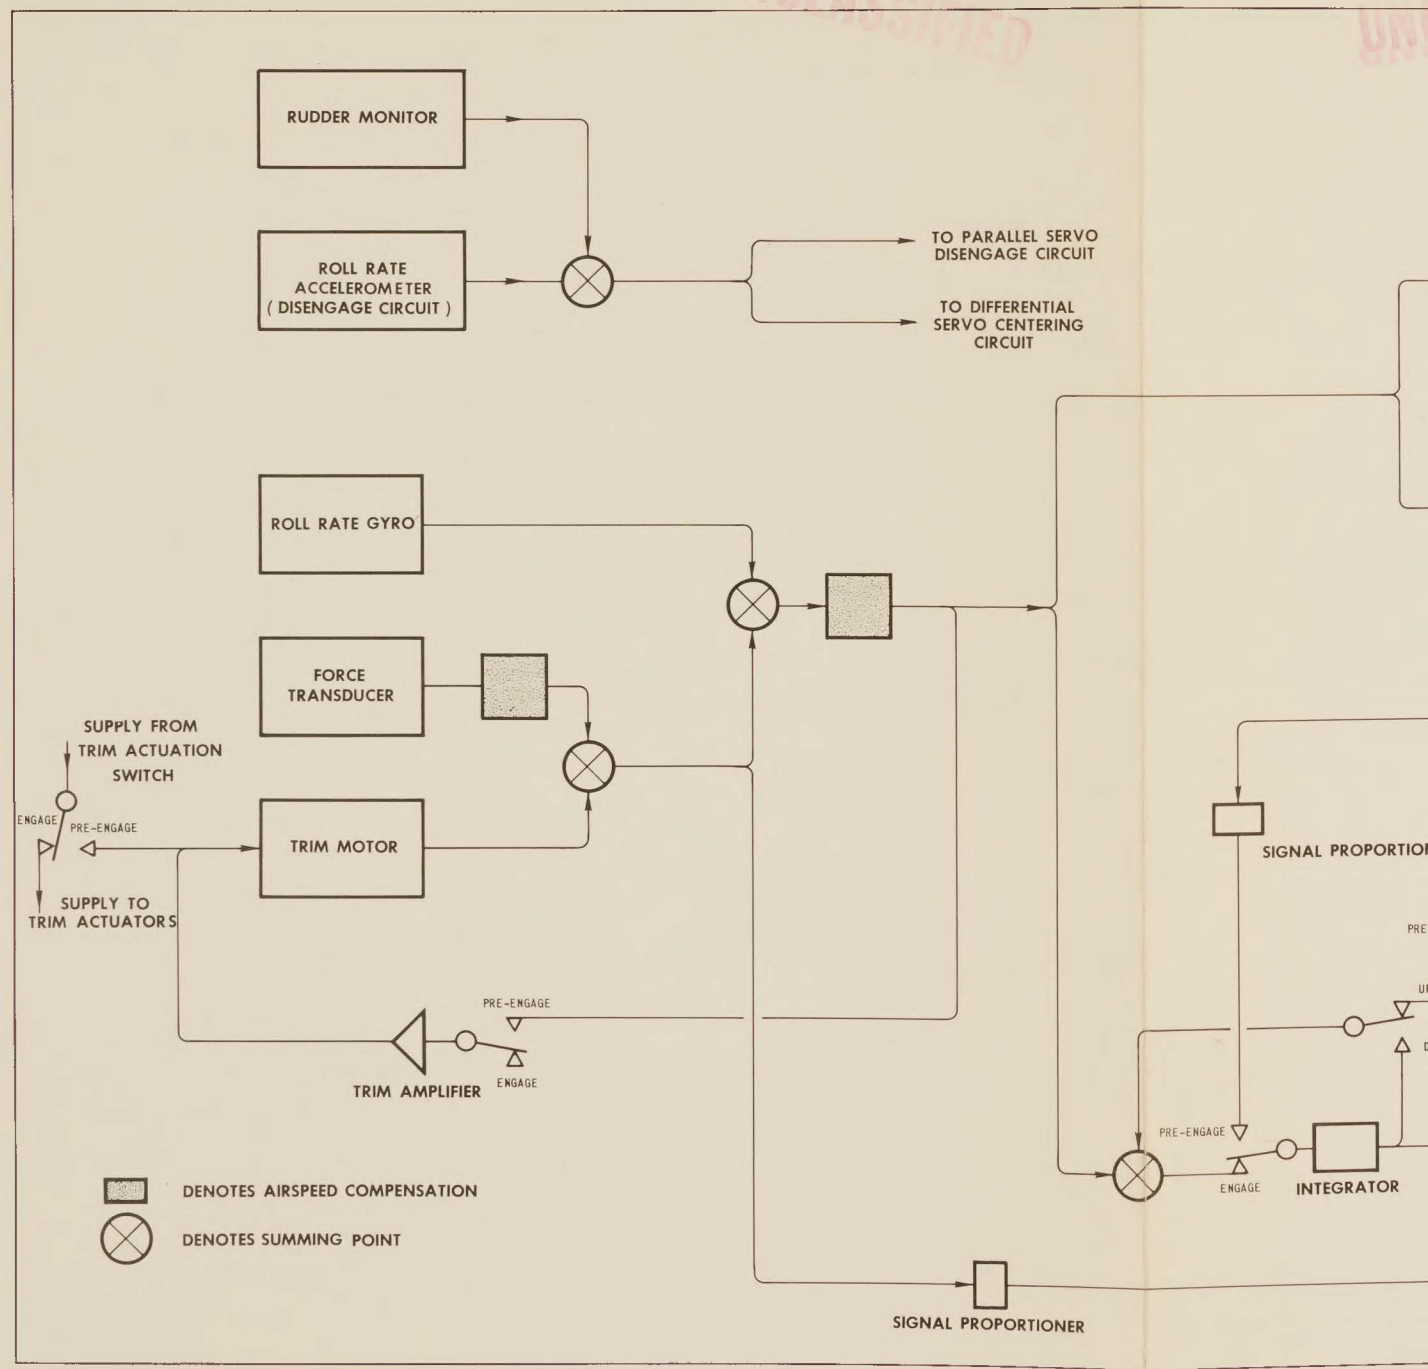 RUDDER MONITOR
ROLL RATE
ACCELEROMETER
( DISENGAGE CIRCUIT )
TO PARALLEL SERVO
DISENGAGE CIRCUIT
TO DIFFERENTIAL
SERVO CENTERING
CIRCUIT
ROLL RATE GYRO
FORCE
TRANSDUCER
SUPPLY FROM
TRIM ACTUATION
SWITCH
ENGAGE
PRE-ENGAGE
TRIM MOTOR
SUPPLY TO
TRIM ACTUATORS
SIGNAL PROPORTION
PRE
PRE-ENGAGE
ENGAGE
TRIM AMPLIFIER
PRE-ENGAGE
ENGAGE
INTEGRATOR
DENOTES AIRSPEED COMPENSATION
DENOTES SUMMING POINT
SIGNAL PROPORTIONER